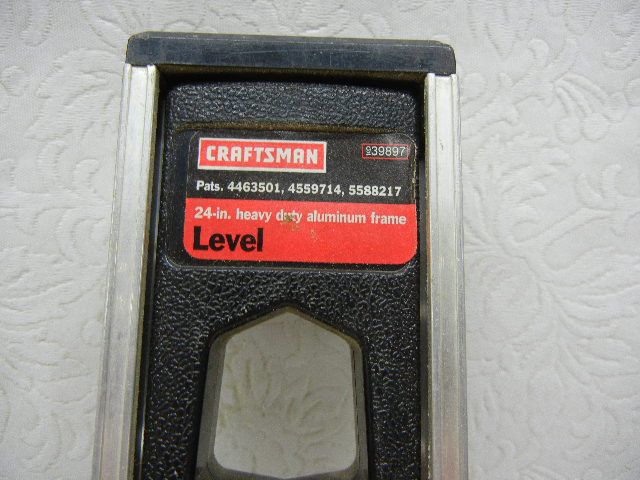 CRAFTSMAN 939897
Pats. 4463501, 4559714, 5588217
24-in. heavy duty aluminum frame
Level